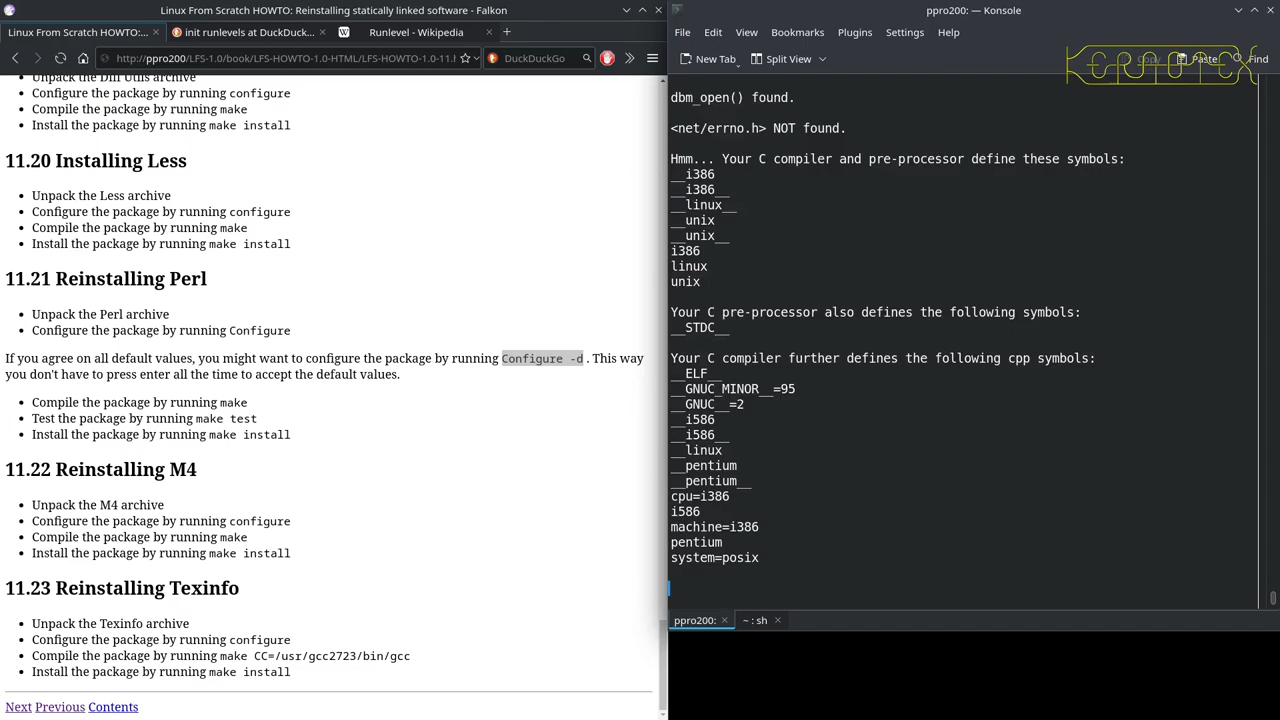 Linux From Scratch HOWTO: Reinstalling statically linked software - Falkon
Linux From Scratch HOWTO:...
init runlevels at DuckDuck...
W
Runlevel - Wikipedia
http://ppro200/LFS-1.0/book/LFS-HOWTO-1.0-HTML/LFS-HOWTO-1.0-11.h
DuckDuckGo
Unpack the Diff Utils archive
• Configure the package by running configure
• Compile the package by running make
• Install the package by running make install
11.20 Installing Less
• Unpack the Less archive
• Configure the package by running configure
• Compile the package by running make
• Install the package by running make install
11.21 Reinstalling Perl
• Unpack the Perl archive
• Configure the package by running Configure
If you agree on all default values, you might want to configure the package by running Configure -d . This way
you don't have to press enter all the time to accept the default values.
• Compile the package by running make
• Test the package by running make test
• Install the package by running make install
11.22 Reinstalling M4
• Unpack the M4 archive
• Configure the package by running configure
• Compile the package by running make
• Install the package by running make install
11.23 Reinstalling Texinfo
• Unpack the Texinfo archive
• Configure the package by running configure
• Compile the package by running make CC=/usr/gcc2723/bin/gcc
• Install the package by running make install
Next Previous Contents
ppro200: — Konsole
File Edit View Bookmarks Plugins Settings Help
New Tab Split View Copy Paste Find
dbm_open() found.
<net/errno.h> NOT found.
Hmm... Your C compiler and pre-processor define these symbols:
__i386
__i386__
__linux__
__unix
__unix__
i386
linux
unix
Your C pre-processor also defines the following symbols:
__STDC__
Your C compiler further defines the following cpp symbols:
__ELF__
__GNUC_MINOR__=95
__GNUC__=2
__i586
__i586__
__linux
__pentium
__pentium__
cpu=i386
i586
machine=i386
pentium
system=posix
ppro200:
~ : sh